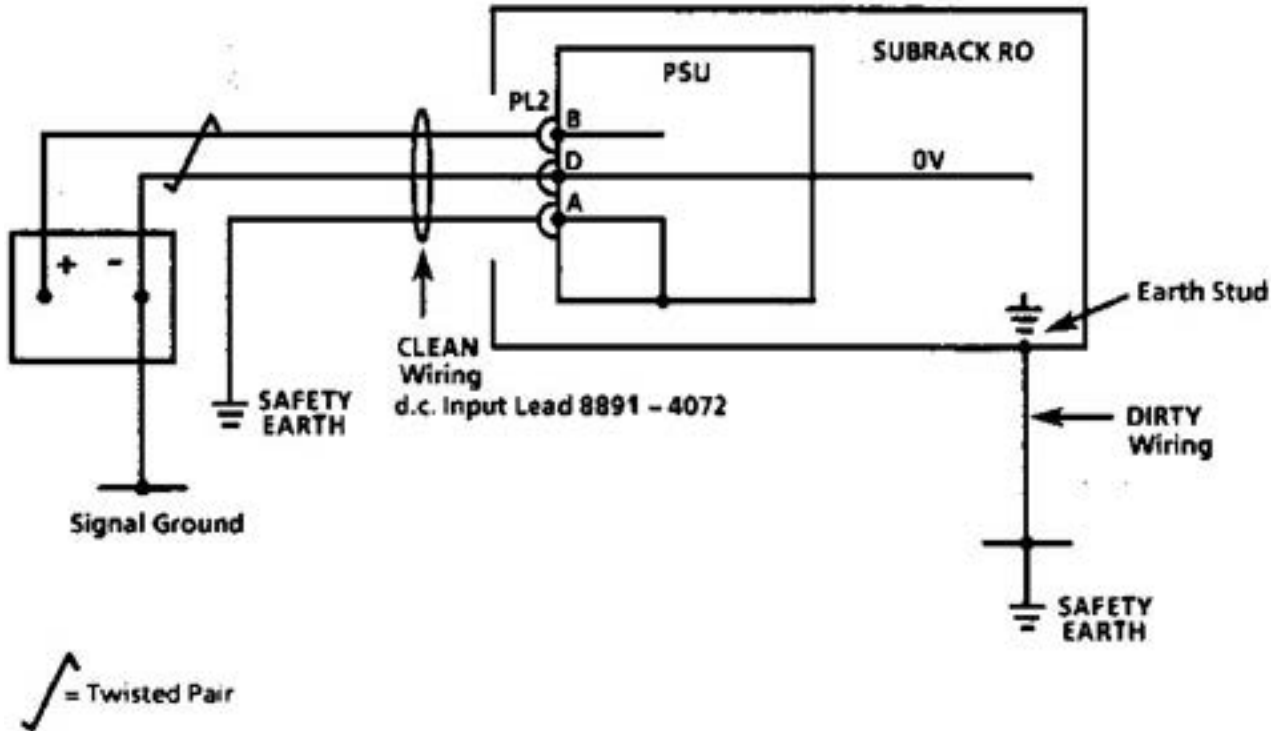 SUBRACK RO
PSU
PL2
B
D
0V
A
+ -
Earth Stud
CLEAN
Wiring
d.c. Input Lead 8891 – 4072
SAFETY
EARTH
DIRTY
Wiring
Signal Ground
SAFETY
EARTH
= Twisted Pair